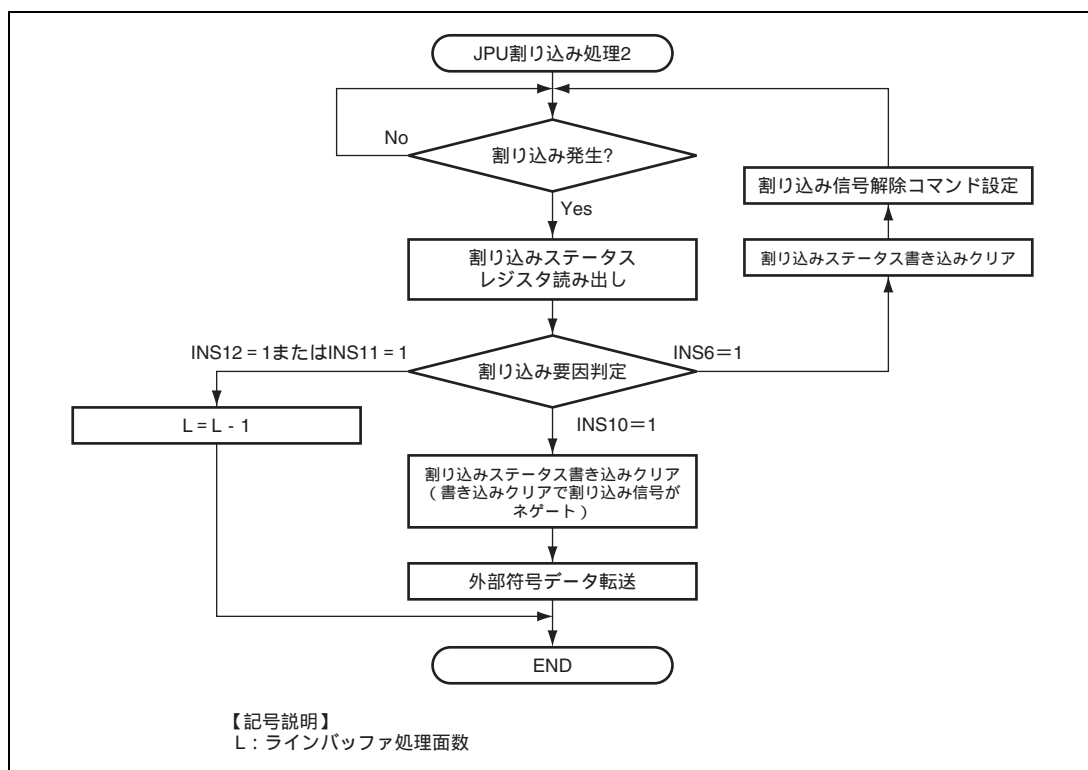 JPU割り込み処理2
No
割り込み発生?
Yes
割り込み信号解除コマンド設定
割り込みステータス
レジスタ読み出し
割り込みステータス書き込みクリア
INS12 = 1またはINS11 = 1
割り込み要因判定
INS6＝1
L = L - 1
INS10＝1
割り込みステータス書き込みクリア
（書き込みクリアで割り込み信号が
ネゲート）
外部符号データ転送
END
【記号説明】
L：ラインバッファ処理面数